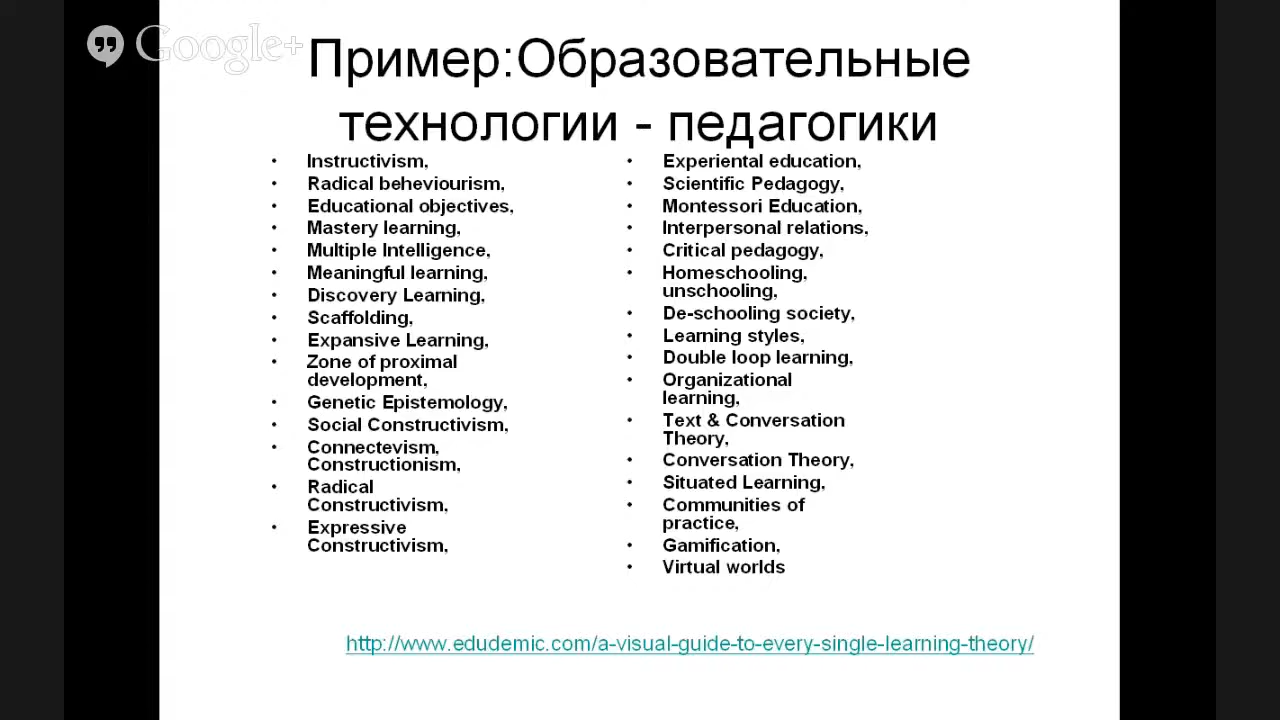 Google+
Пример:Образовательные
технологии - педагогики
• Instructivism,
• Radical beheviourism,
• Educational objectives,
• Mastery learning,
• Multiple Intelligence,
• Meaningful learning,
• Discovery Learning,
• Scaffolding,
• Expansive Learning,
• Zone of proximal
development,
• Genetic Epistemology,
• Social Constructivism,
• Connectevism,
Constructionism,
• Radical
Constructivism,
• Expressive
Constructivism,
• Experiental education,
• Scientific Pedagogy,
• Montessori Education,
• Interpersonal relations,
• Critical pedagogy,
• Homeschooling,
unschooling,
• De-schooling society,
• Learning styles,
• Double loop learning,
• Organizational
learning,
• Text & Conversation
Theory,
• Conversation Theory,
• Situated Learning,
• Communities of
practice,
• Gamification,
• Virtual worlds
http://www.edudemic.com/a-visual-guide-to-every-single-learning-theory/